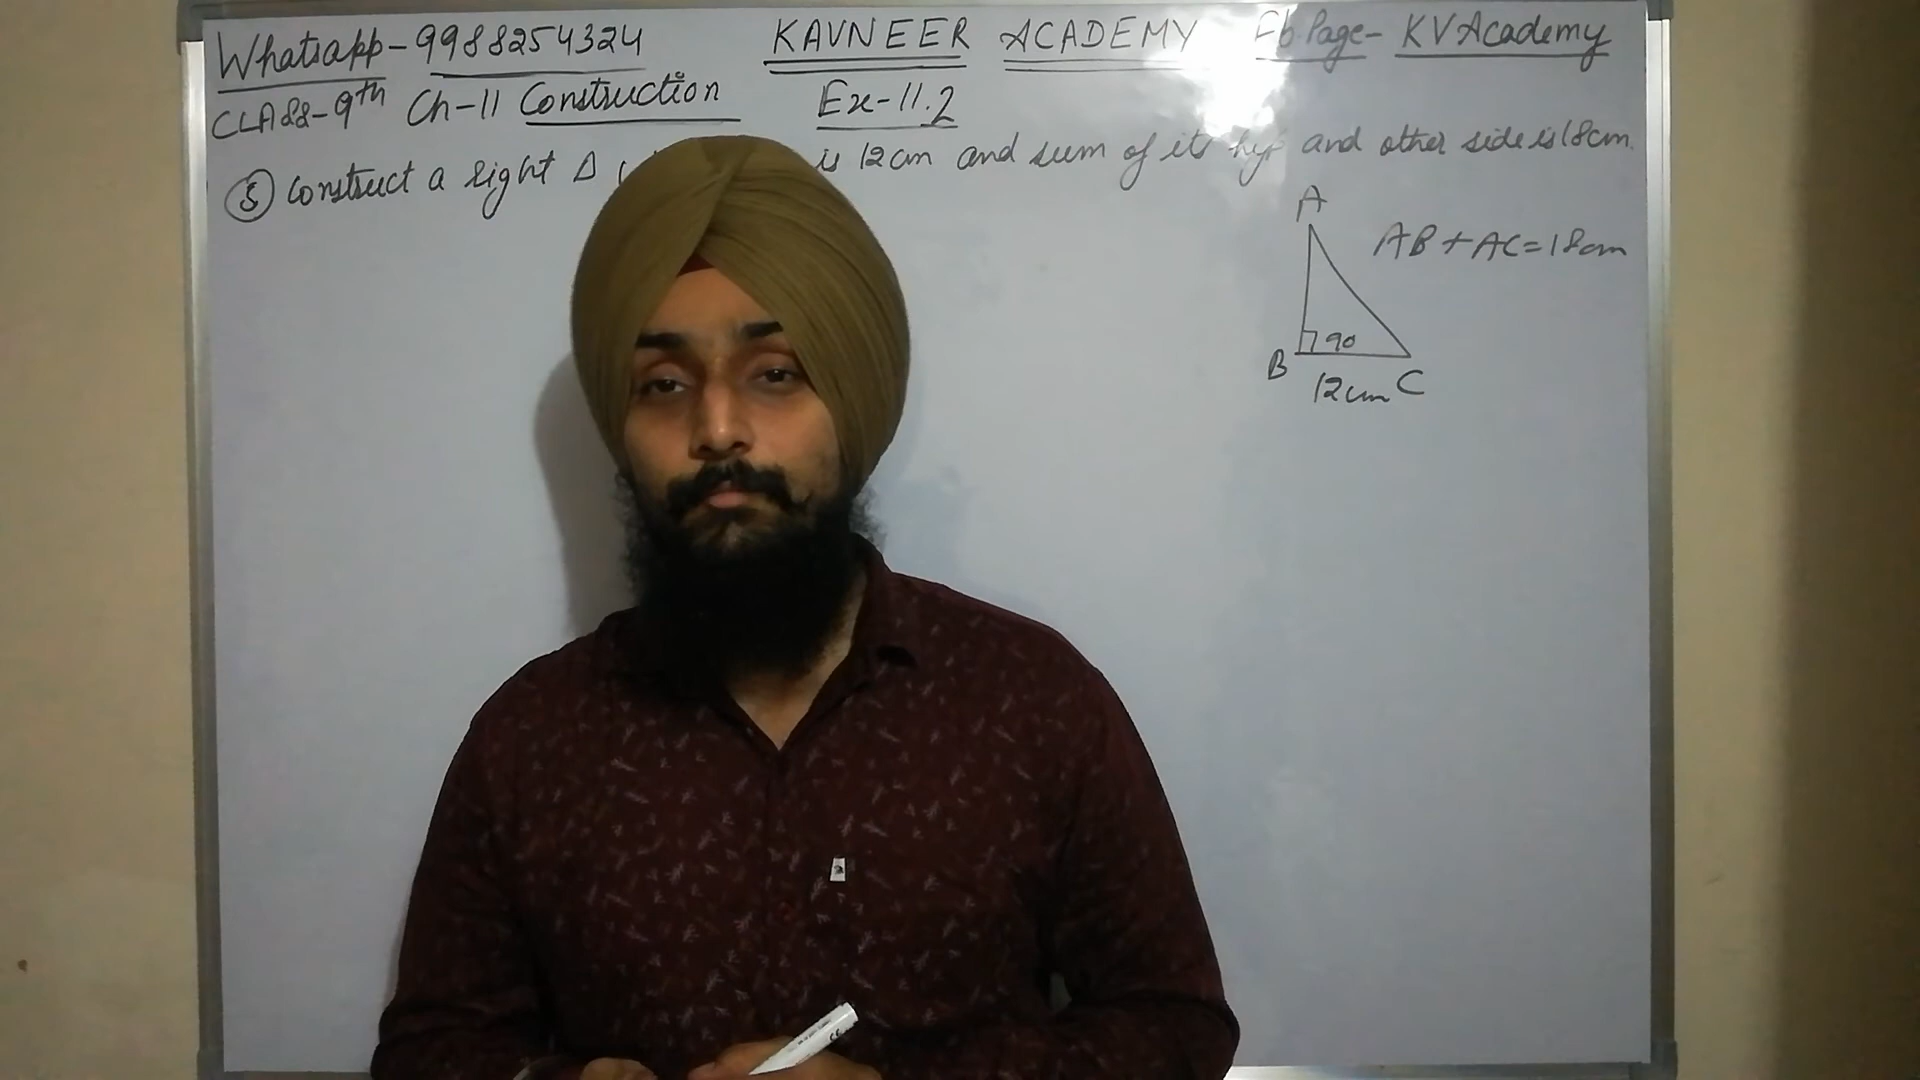 Whatsapp-9988254324 KAVNEER ACADEMY Fb Page- KV Academy
CLASS-9th Ch-11 Construction Ex-11.2
(5) Construct a right Δ is 12cm and sum of its hyp and other side is 18cm.
A
AB + AC = 18cm
90
B
12cm C